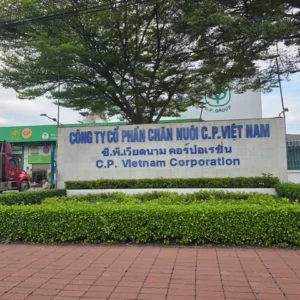 C.P. GROUP
CÔNG TY CỔ PHẦN CHĂN NUÔI C.P. VIỆT NAM
ซี.พี.เวียดนาม คอร์ปอเรชั่น
C.P. Vietnam Corporation